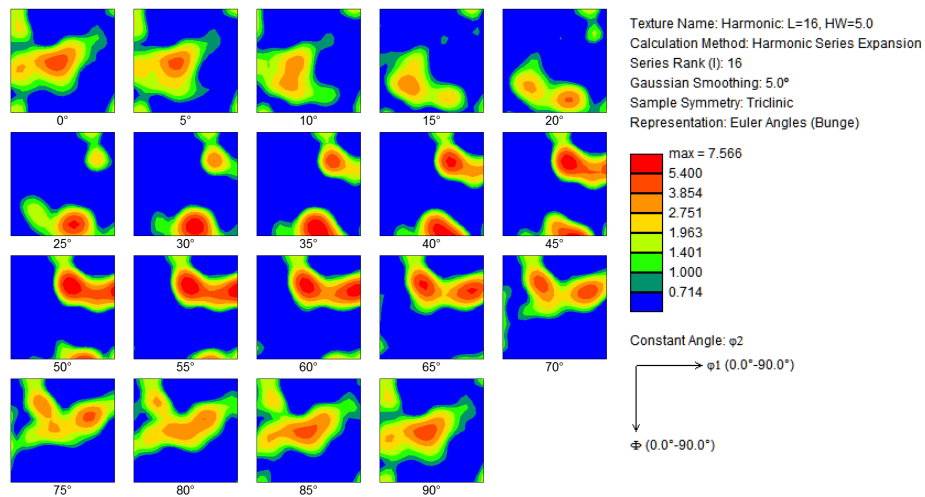 Texture Name: Harmonic: L=16, HW=5.0
Calculation Method: Harmonic Series Expansion
Series Rank (l): 16
Gaussian Smoothing: 5.0°
Sample Symmetry: Triclinic
Representation: Euler Angles (Bunge)
0° 5° 10° 15° 20°
max = 7.566
5.400
3.854
2.751
1.963
1.401
1.000
0.714
25° 30° 35° 40° 45°
50° 55° 60° 65° 70°
Constant Angle: φ2
φ1 (0.0°-90.0°)
Φ (0.0°-90.0°)
75° 80° 85° 90°